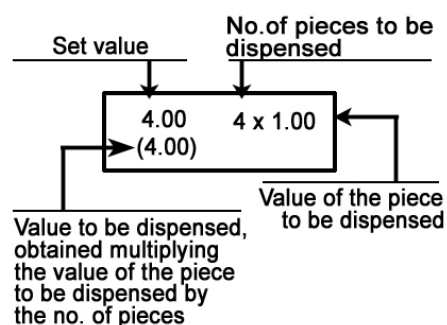 Set value
No.of pieces to be
dispensed
4.00 4 x 1.00
(4.00)
Value of the piece
to be dispensed
Value to be dispensed,
obtained multiplying
the value of the piece
to be dispensed by
the no. of pieces